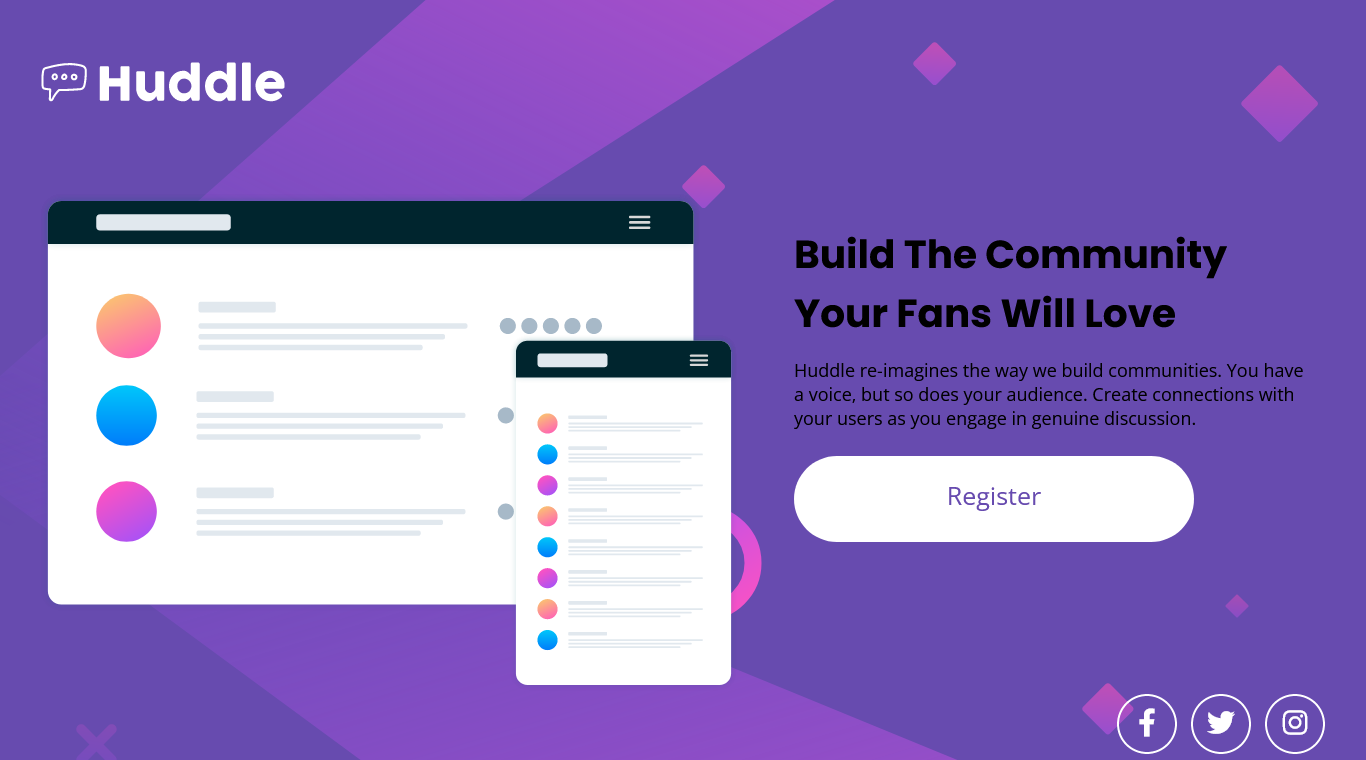 Huddle
Build The Community
Your Fans Will Love
Huddle re-imagines the way we build communities. You have
a voice, but so does your audience. Create connections with
your users as you engage in genuine discussion.
Register